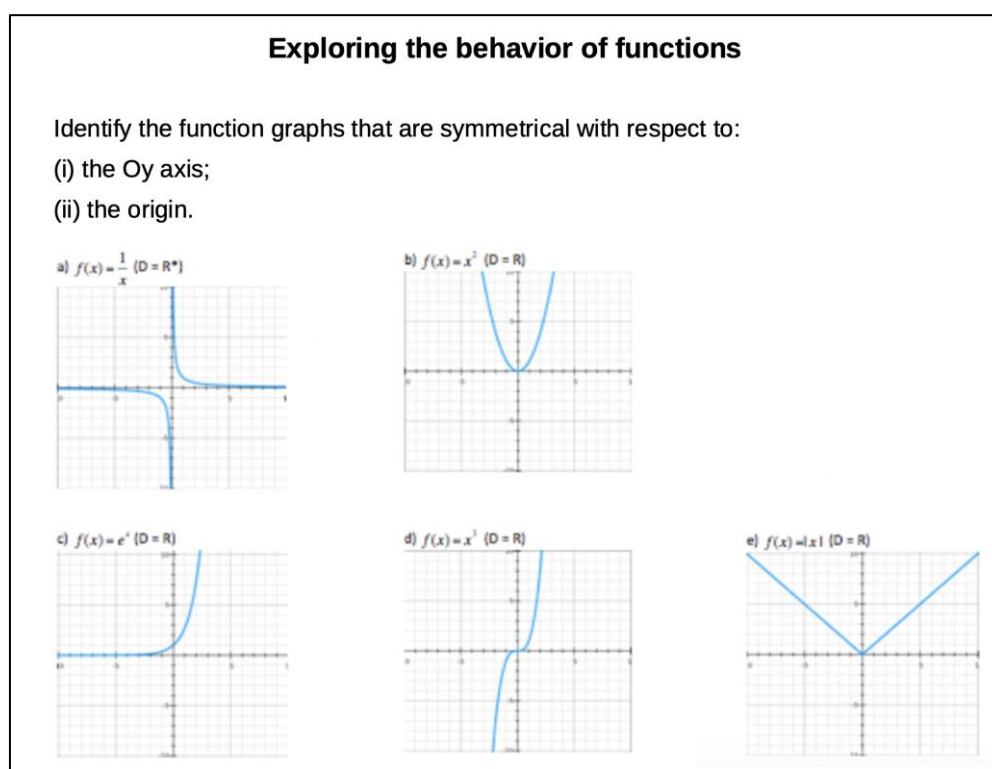 Exploring the behavior of functions
Identify the function graphs that are symmetrical with respect to:
(i) the Oy axis;
(ii) the origin.
a) f(x) = 1/x (D = R*)
b) f(x) = x² (D = R)
c) f(x) = eˣ (D = R)
d) f(x) = x³ (D = R)
e) f(x) =|x| (D = R)